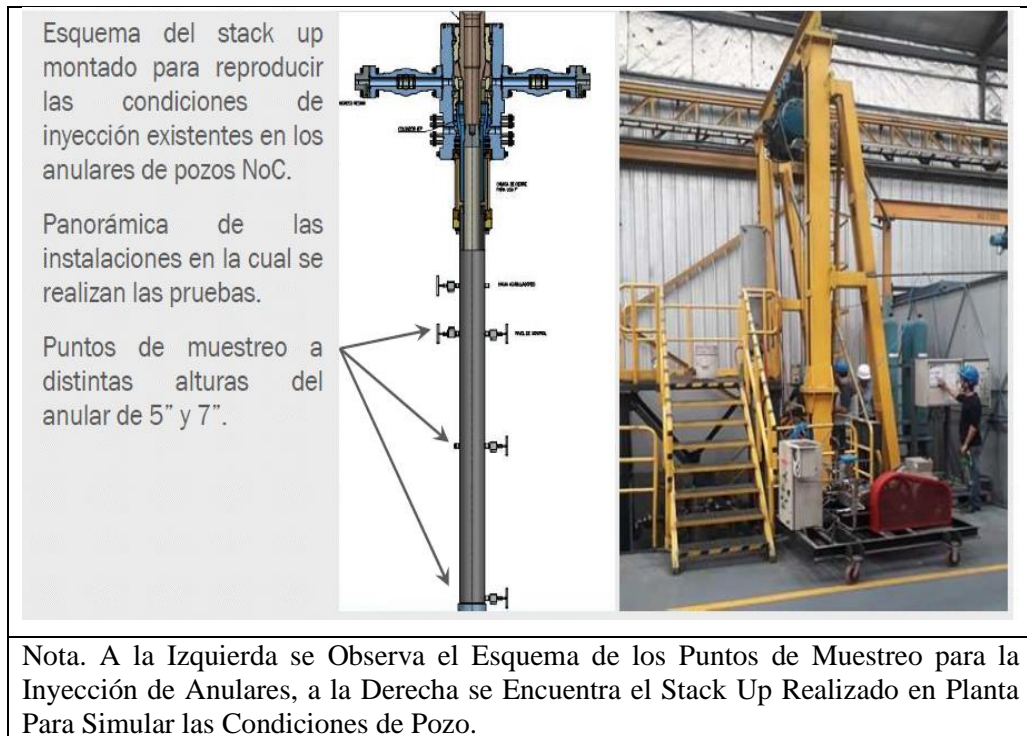 Esquema del stack up
montado para reproducir
las condiciones de
inyección existentes en los
anulares de pozos NoC.
Panorámica de las
instalaciones en la cual se
realizan las pruebas.
Puntos de muestreo a
distintas alturas del
anular de 5” y 7”.
NIVEL DE CONTROL
Nota. A la Izquierda se Observa el Esquema de los Puntos de Muestreo para la
Inyección de Anulares, a la Derecha se Encuentra el Stack Up Realizado en Planta
Para Simular las Condiciones de Pozo.